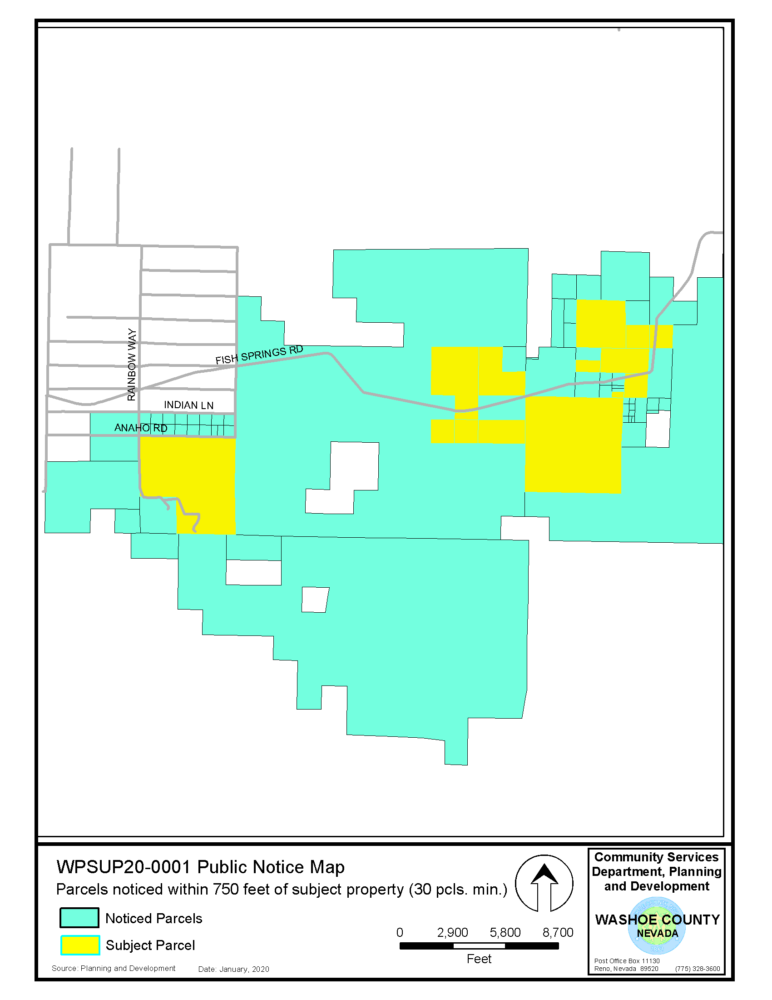 RAINBOW WAY
FISH SPRINGS RD
INDIAN LN
ANAHO RD
WPSUP20-0001 Public Notice Map
Parcels noticed within 750 feet of subject property (30 pcls. min.)
Noticed Parcels
Subject Parcel
Source: Planning and Development Date: January, 2020
0 2,900 5,800 8,700
Feet
Community Services
Department, Planning
and Development
WASHOE COUNTY
NEVADA
1861
Post Office Box 11130
Reno, Nevada 89520 (775) 328-3600